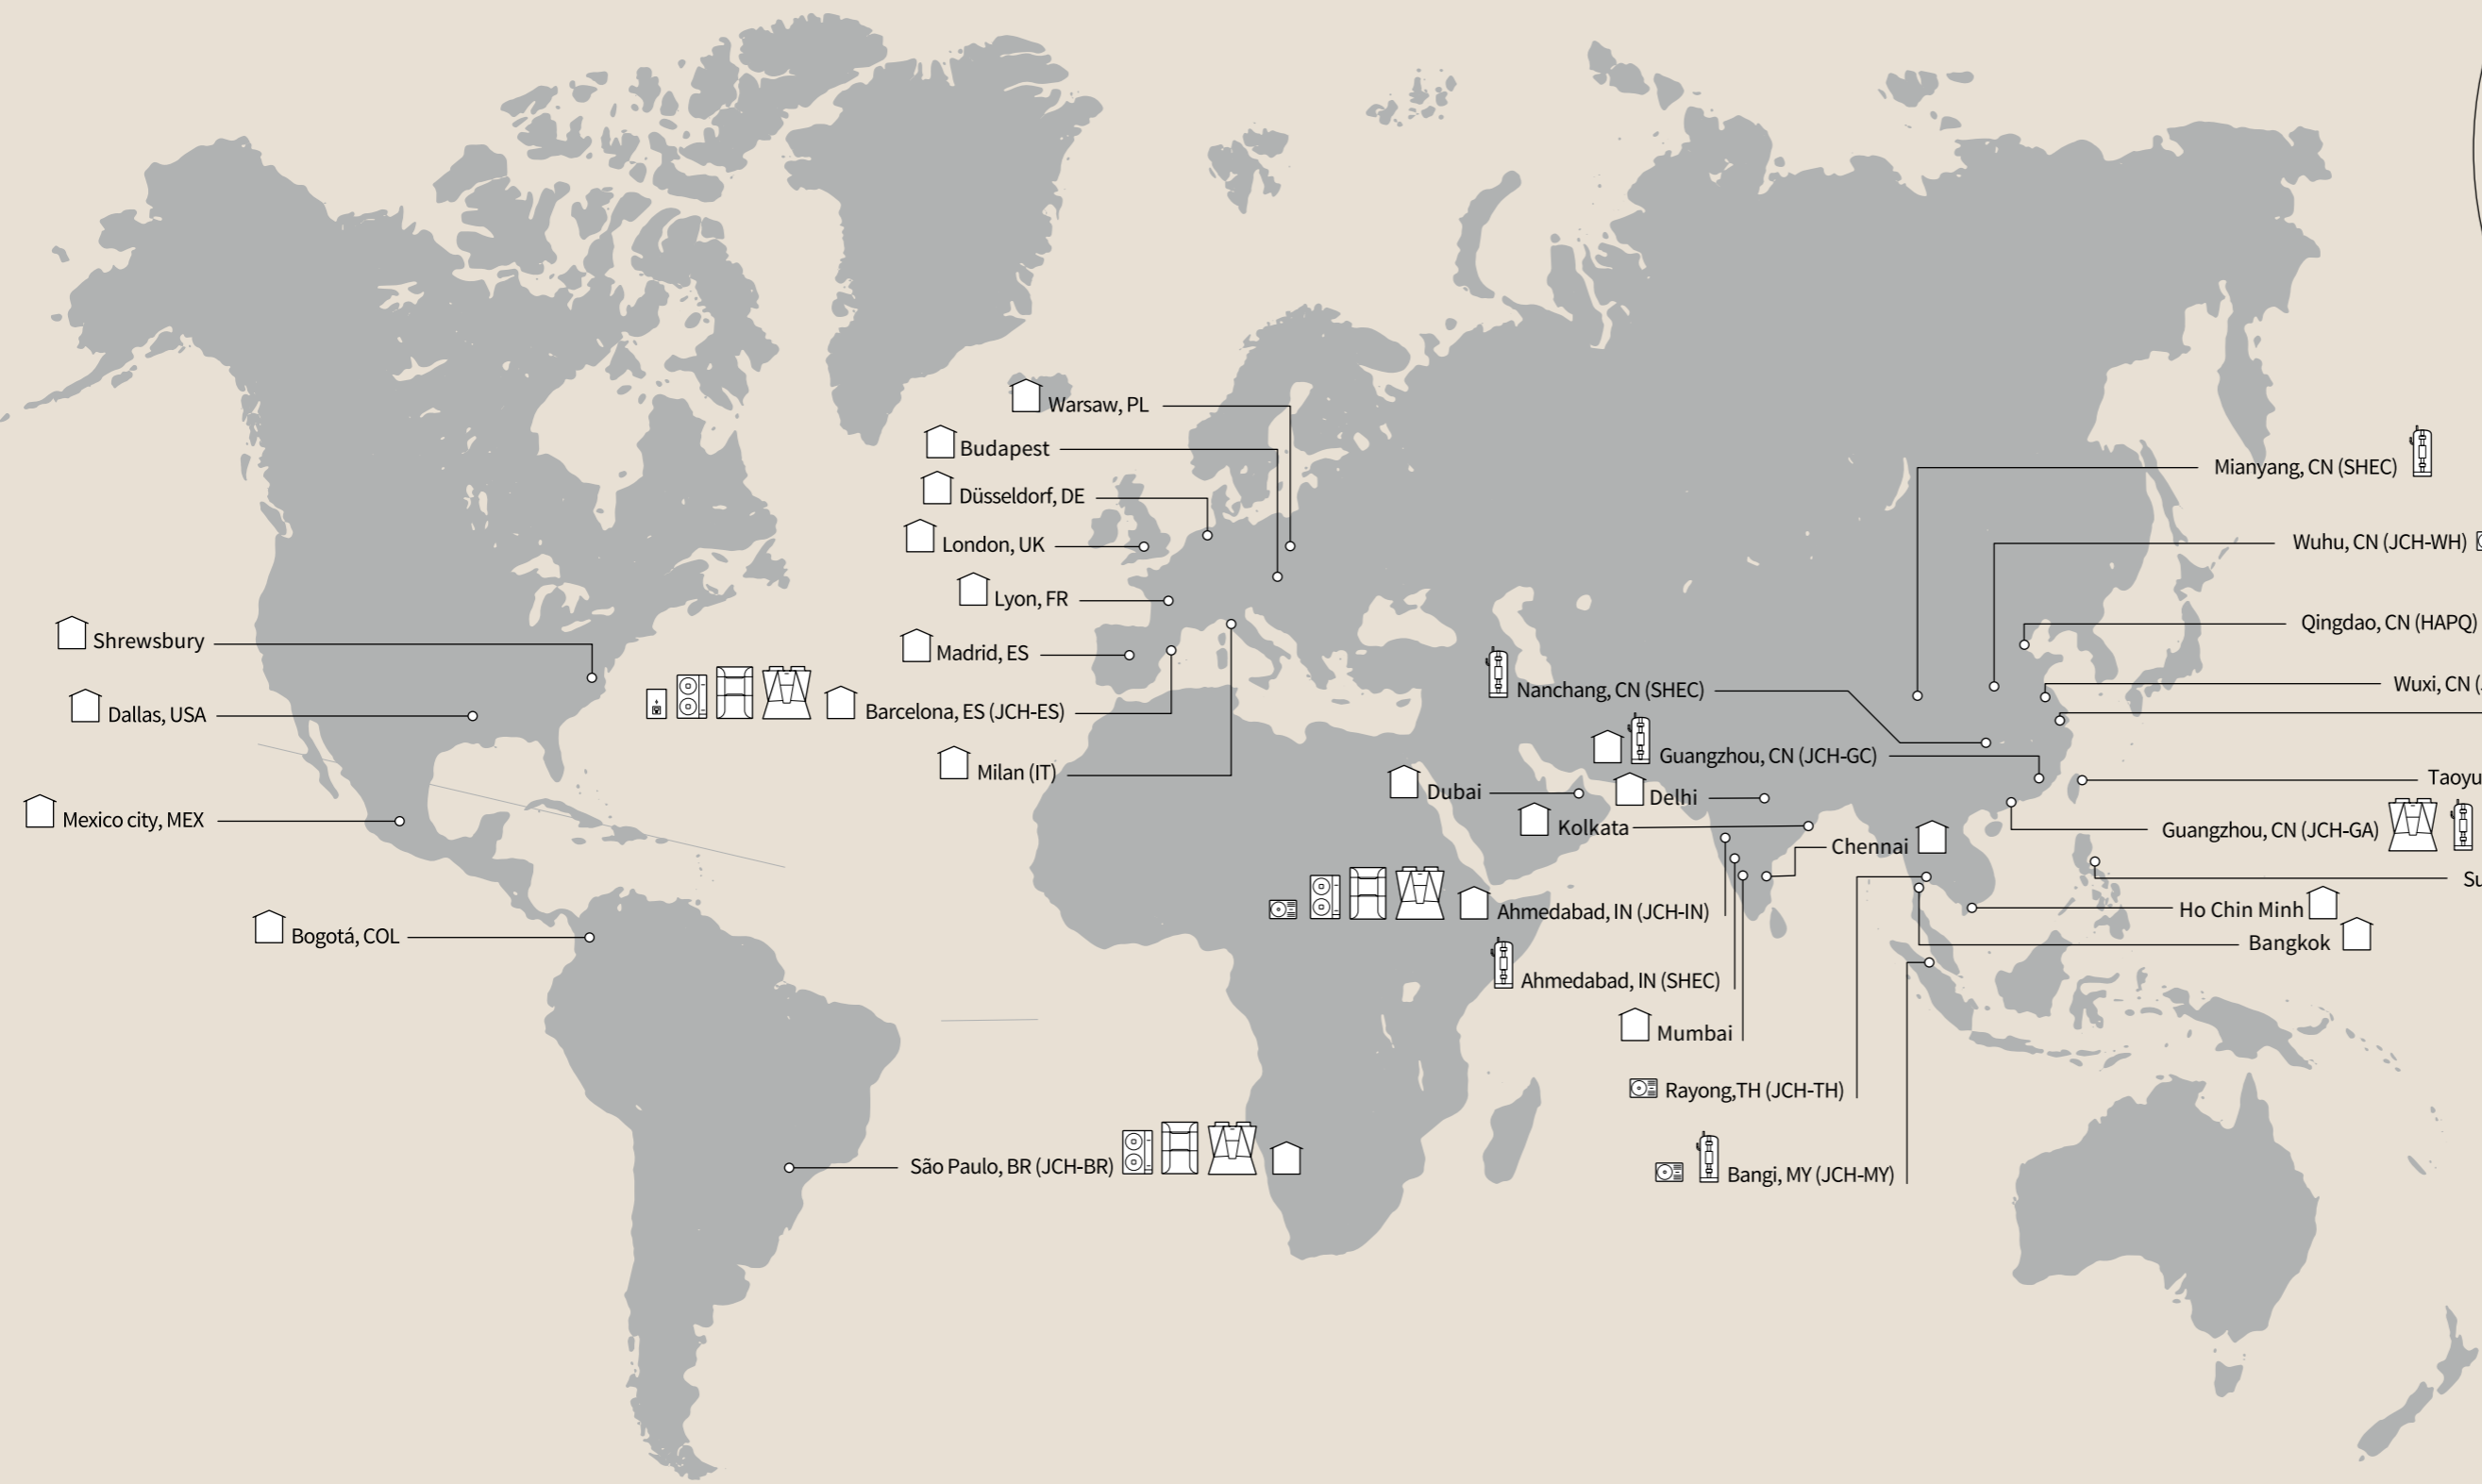 Warsaw, PL
Budapest
Düsseldorf, DE
London, UK
Lyon, FR
Madrid, ES
Barcelona, ES (JCH-ES)
Milan (IT)
Shrewsbury
Dallas, USA
Mexico city, MEX
Bogotá, COL
São Paulo, BR (JCH-BR)
Mianyang, CN (SHEC)
Wuhu, CN (JCH-WH)
Qingdao, CN (HAPQ)
Wuxi, CN (
Nanchang, CN (SHEC)
Guangzhou, CN (JCH-GC)
Dubai
Delhi
Kolkata
Chennai
Guangzhou, CN (JCH-GA)
Ho Chin Minh
Bangkok
Ahmedabad, IN (JCH-IN)
Ahmedabad, IN (SHEC)
Mumbai
Rayong,TH (JCH-TH)
Bangi, MY (JCH-MY)